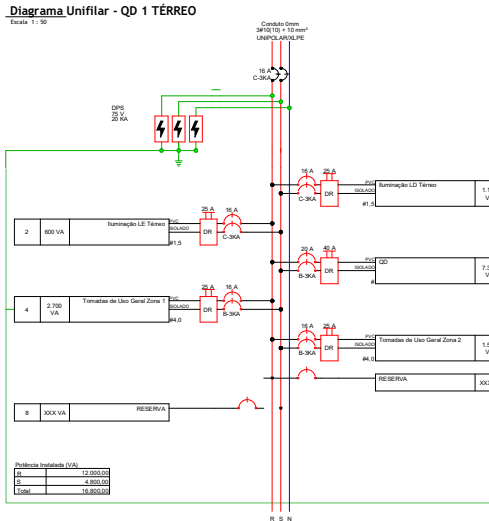 Diagrama Unifilar - QD 1 TÉRREO
Escala 1 : 50
Conduto 0mm
3#10(10) + 10 mm²
UNIPOLAR/XLPE
16 A
C-3KA
DPS
75 V
20 KA
16 A
25 A
C-3KA
DR
PVC
ISOLADO
#1,5
Iluminação LD Térreo
2
600 VA
Iluminação LE Térreo
PVC
ISOLADO
#1,5
25 A
DR
16 A
C-3KA
20 A
40 A
B-3KA
DR
PVC
ISOLADO
#
QD
4
2.700
VA
Tomadas de Uso Geral Zona 1
PVC
ISOLADO
#4,0
25 A
DR
16 A
B-3KA
16 A
25 A
B-3KA
DR
PVC
ISOLADO
#4,0
Tomadas de Uso Geral Zona 2
RESERVA
8
XXX VA
RESERVA
Potência Instalada (VA)
R 12.000,00
S 4.800,00
Total 16.800,00
R S N